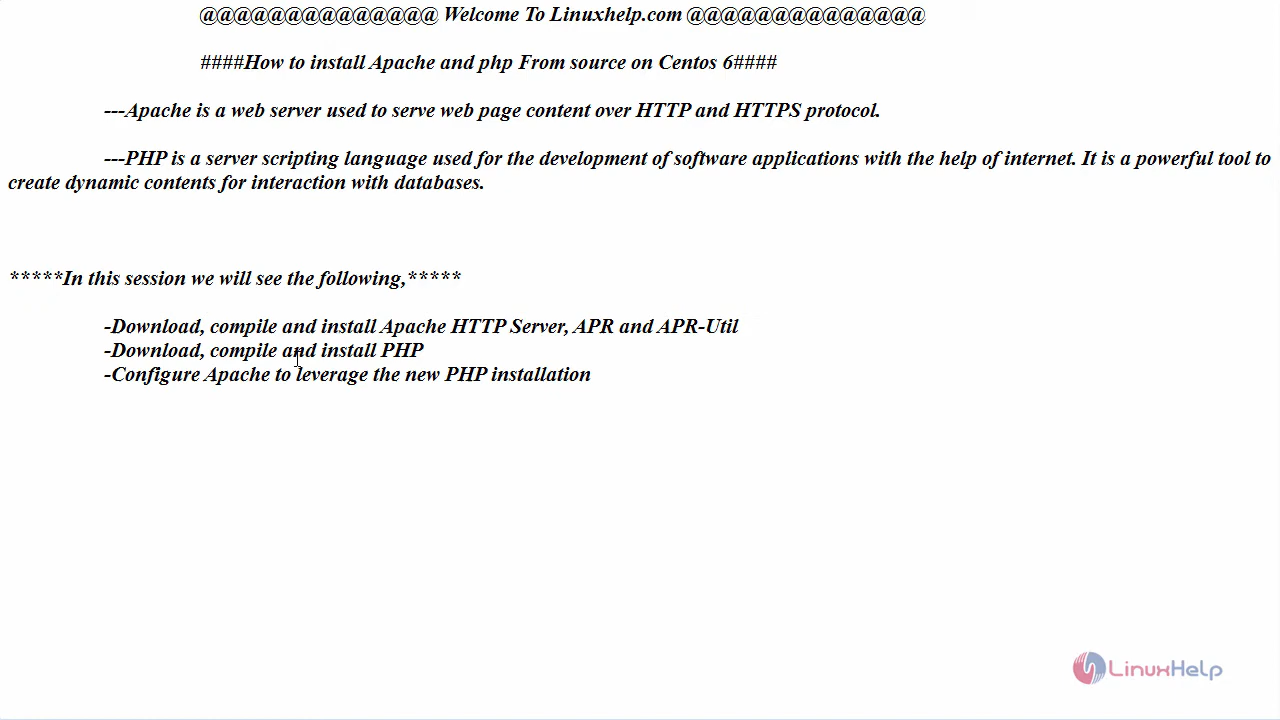 @@@@@@@@@@@@@@ Welcome To Linuxhelp.com @@@@@@@@@@@@@@
####How to install Apache and php From source on Centos 6####
---Apache is a web server used to serve web page content over HTTP and HTTPS protocol.
---PHP is a server scripting language used for the development of software applications with the help of internet. It is a powerful tool to
create dynamic contents for interaction with databases.
*****In this session we will see the following,*****
-Download, compile and install Apache HTTP Server, APR and APR-Util
-Download, compile and install PHP
-Configure Apache to leverage the new PHP installation
LinuxHelp